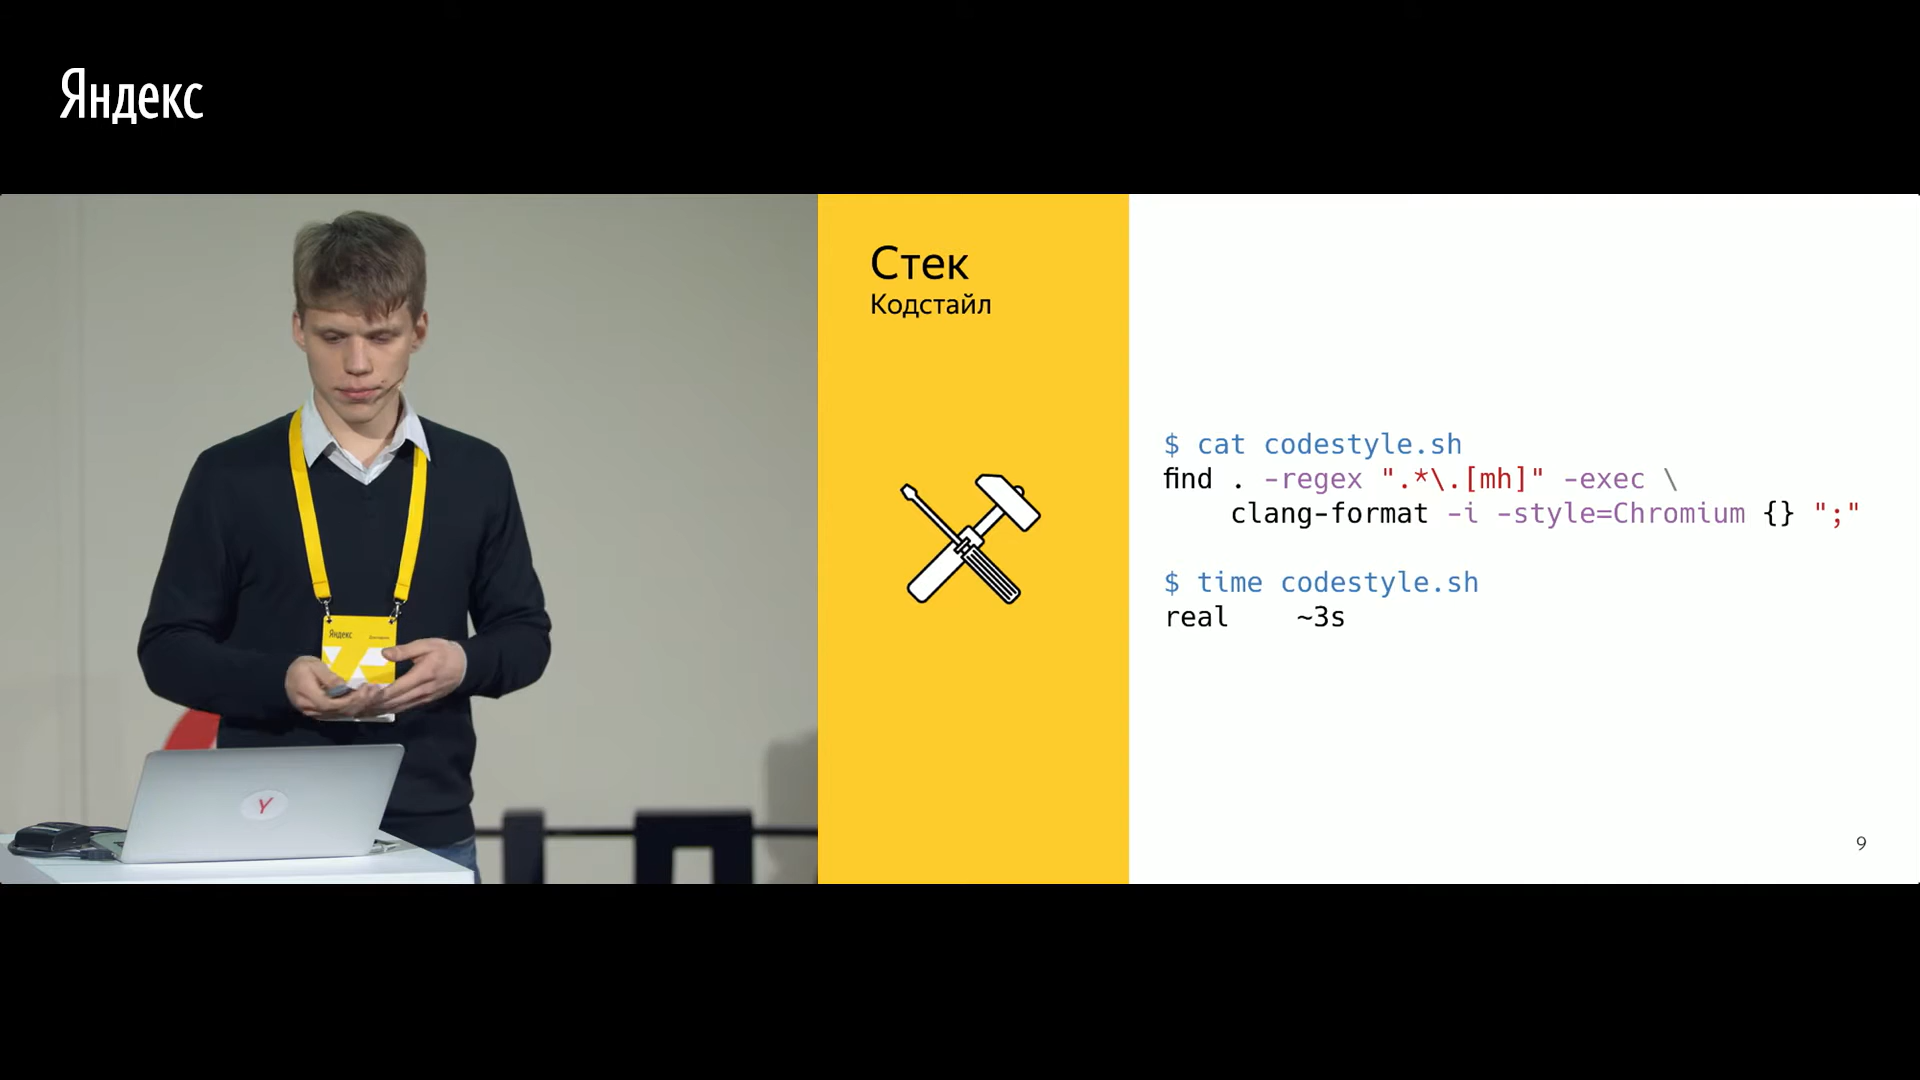 Яндекс
Стек
Кодстайл
$ cat codestyle.sh
find . -regex ".*\.[mh]" -exec \
clang-format -i -style=Chromium {} ";"
$ time codestyle.sh
real ~3s
9
Яндекс
Y